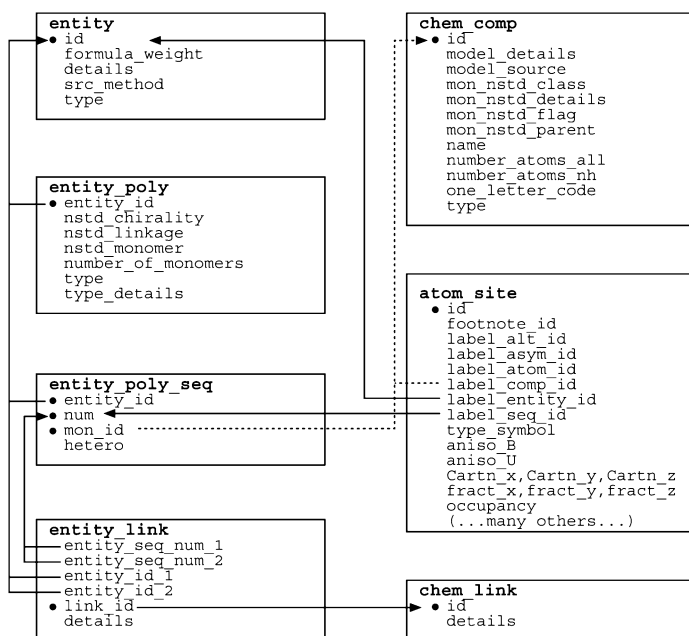 entity
• id
formula_weight
details
src_method
type
entity_poly
• entity_id
nstd_chirality
nstd_linkage
nstd_monomer
number_of_monomers
type
type_details
entity_poly_seq
• entity_id
• num
• mon_id
hetero
entity_link
entity_seq_num_1
entity_seq_num_2
entity_id_1
entity_id_2
• link_id
details
chem_comp
• id
model_details
model_source
mon_nstd_class
mon_nstd_details
mon_nstd_flag
mon_nstd_parent
name
number_atoms_all
number_atoms_nh
one_letter_code
type
atom_site
• id
footnote_id
label_alt_id
label_asym_id
label_atom_id
label_comp_id
label_entity_id
label_seq_id
type_symbol
aniso_B
aniso_U
Cartn_x,Cartn_y,Cartn_z
fract_x,fract_y,fract_z
occupancy
(...many others...)
chem_link
• id
details